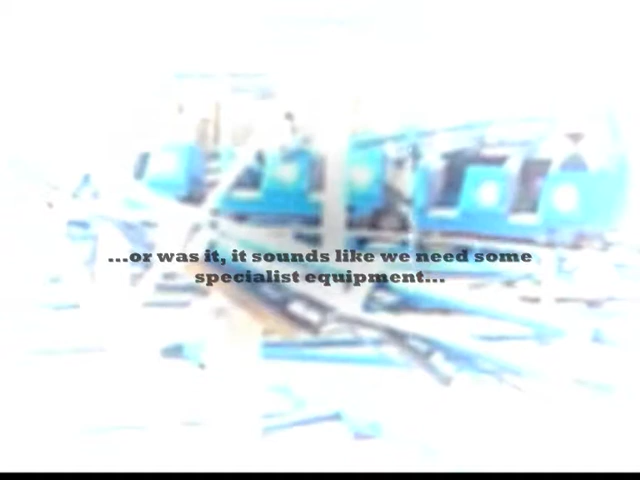 ...or was it, it sounds like we need some
specialist equipment...